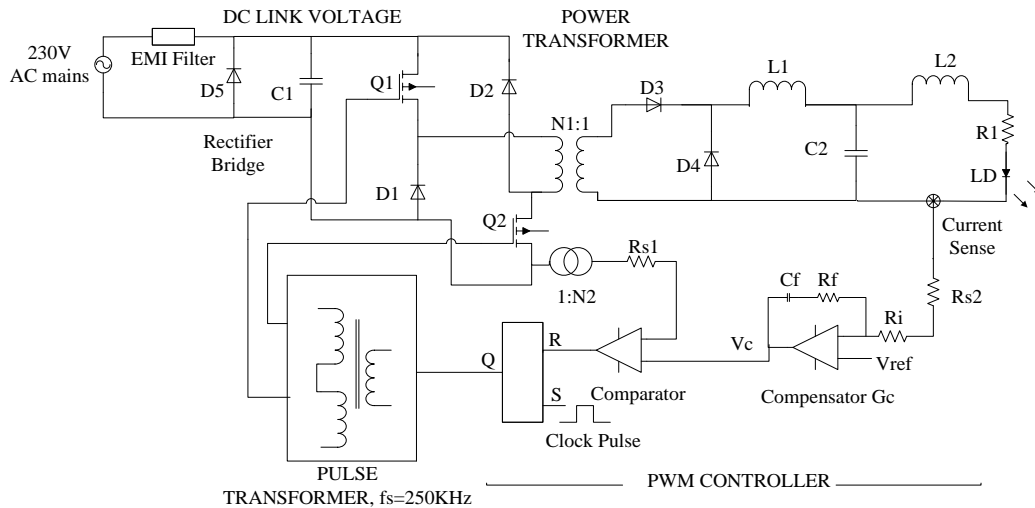 DC LINK VOLTAGE
POWER
TRANSFORMER
230V
AC mains
EMI Filter
D5
C1
Q1
D2
D3
L1
L2
N1:1
R1
Rectifier
Bridge
D1
D4
C2
LD
Q2
Current
Sense
Rs1
1:N2
Cf
Rf
Rs2
Ri
Q
R
Vc
Vref
S
Comparator
Compensator Gc
Clock Pulse
PULSE
TRANSFORMER, fs=250KHz
PWM CONTROLLER